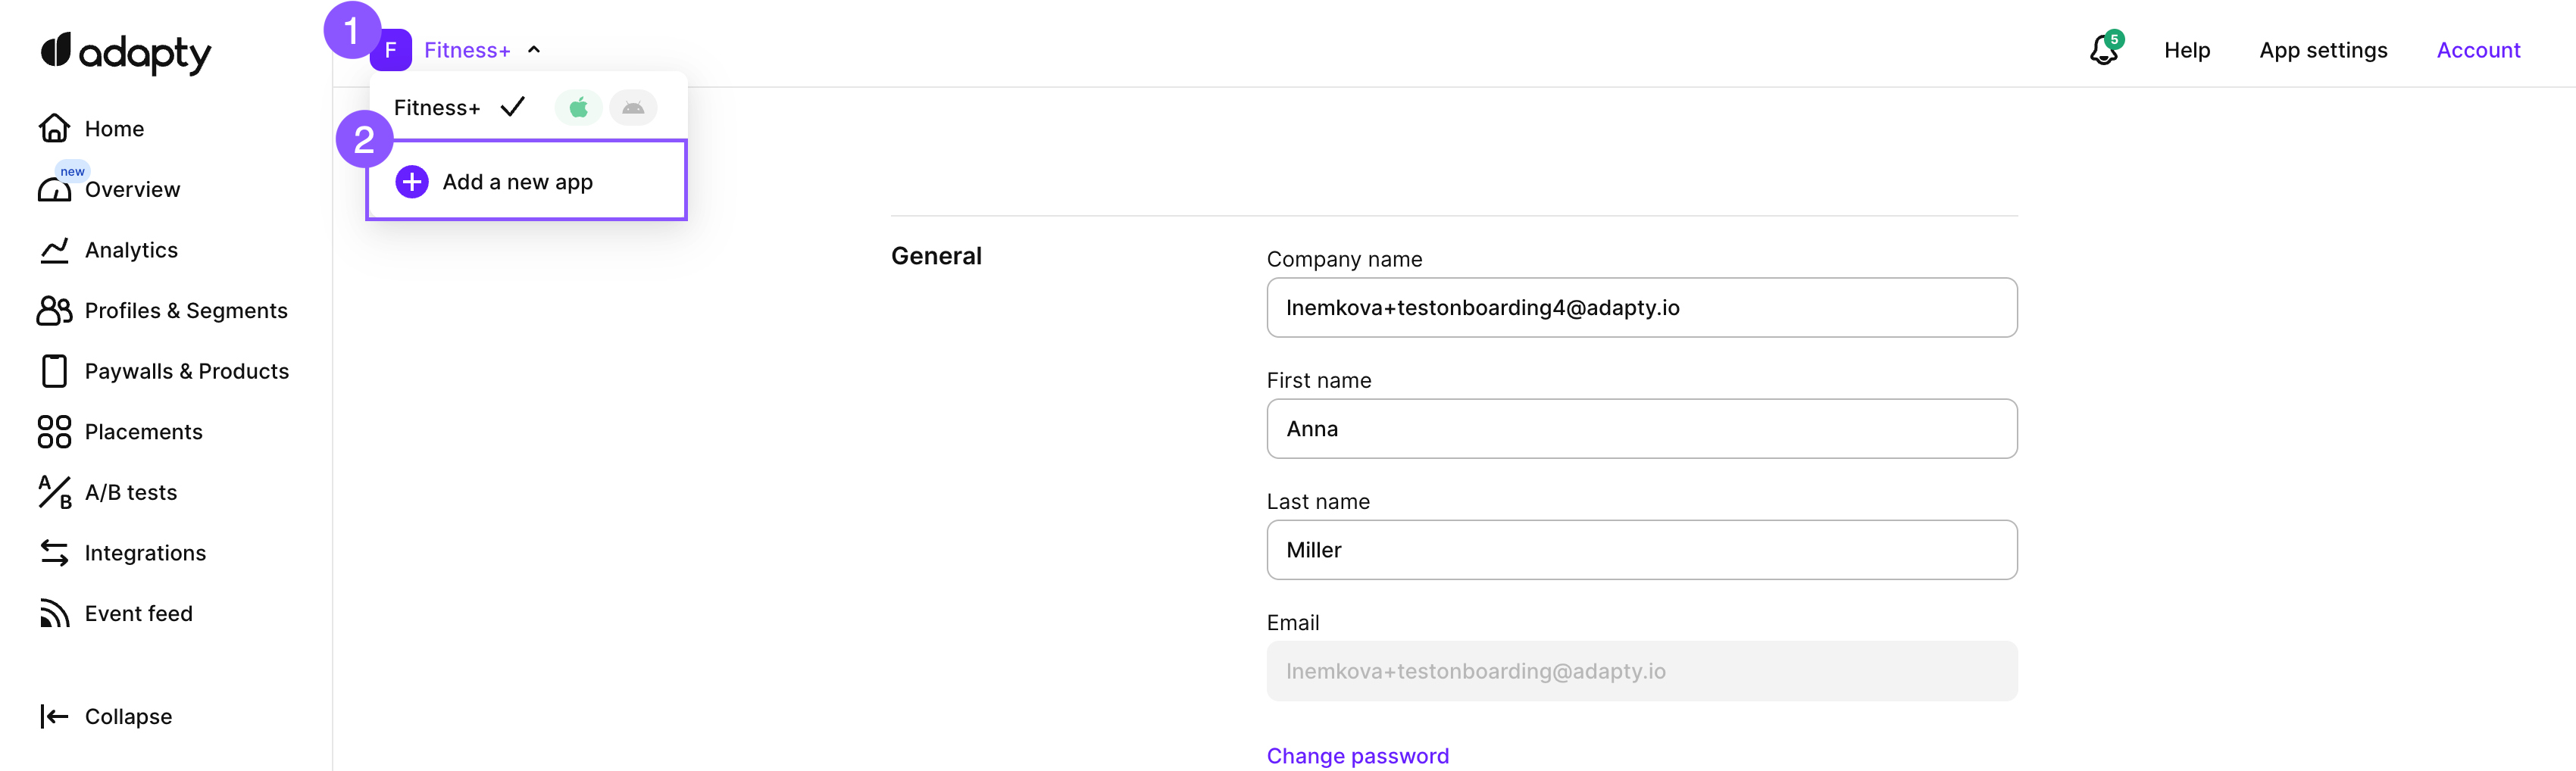 adapty
Home
new
Overview
Analytics
Profiles & Segments
Paywalls & Products
Placements
A/B tests
Integrations
Event feed
Collapse
1
F Fitness+
5
Help App settings Account
Fitness+
2
Add a new app
General
Company name
lnemkova+testonboarding4@adapty.io
First name
Anna
Last name
Miller
Email
lnemkova+testonboarding@adapty.io
Change password